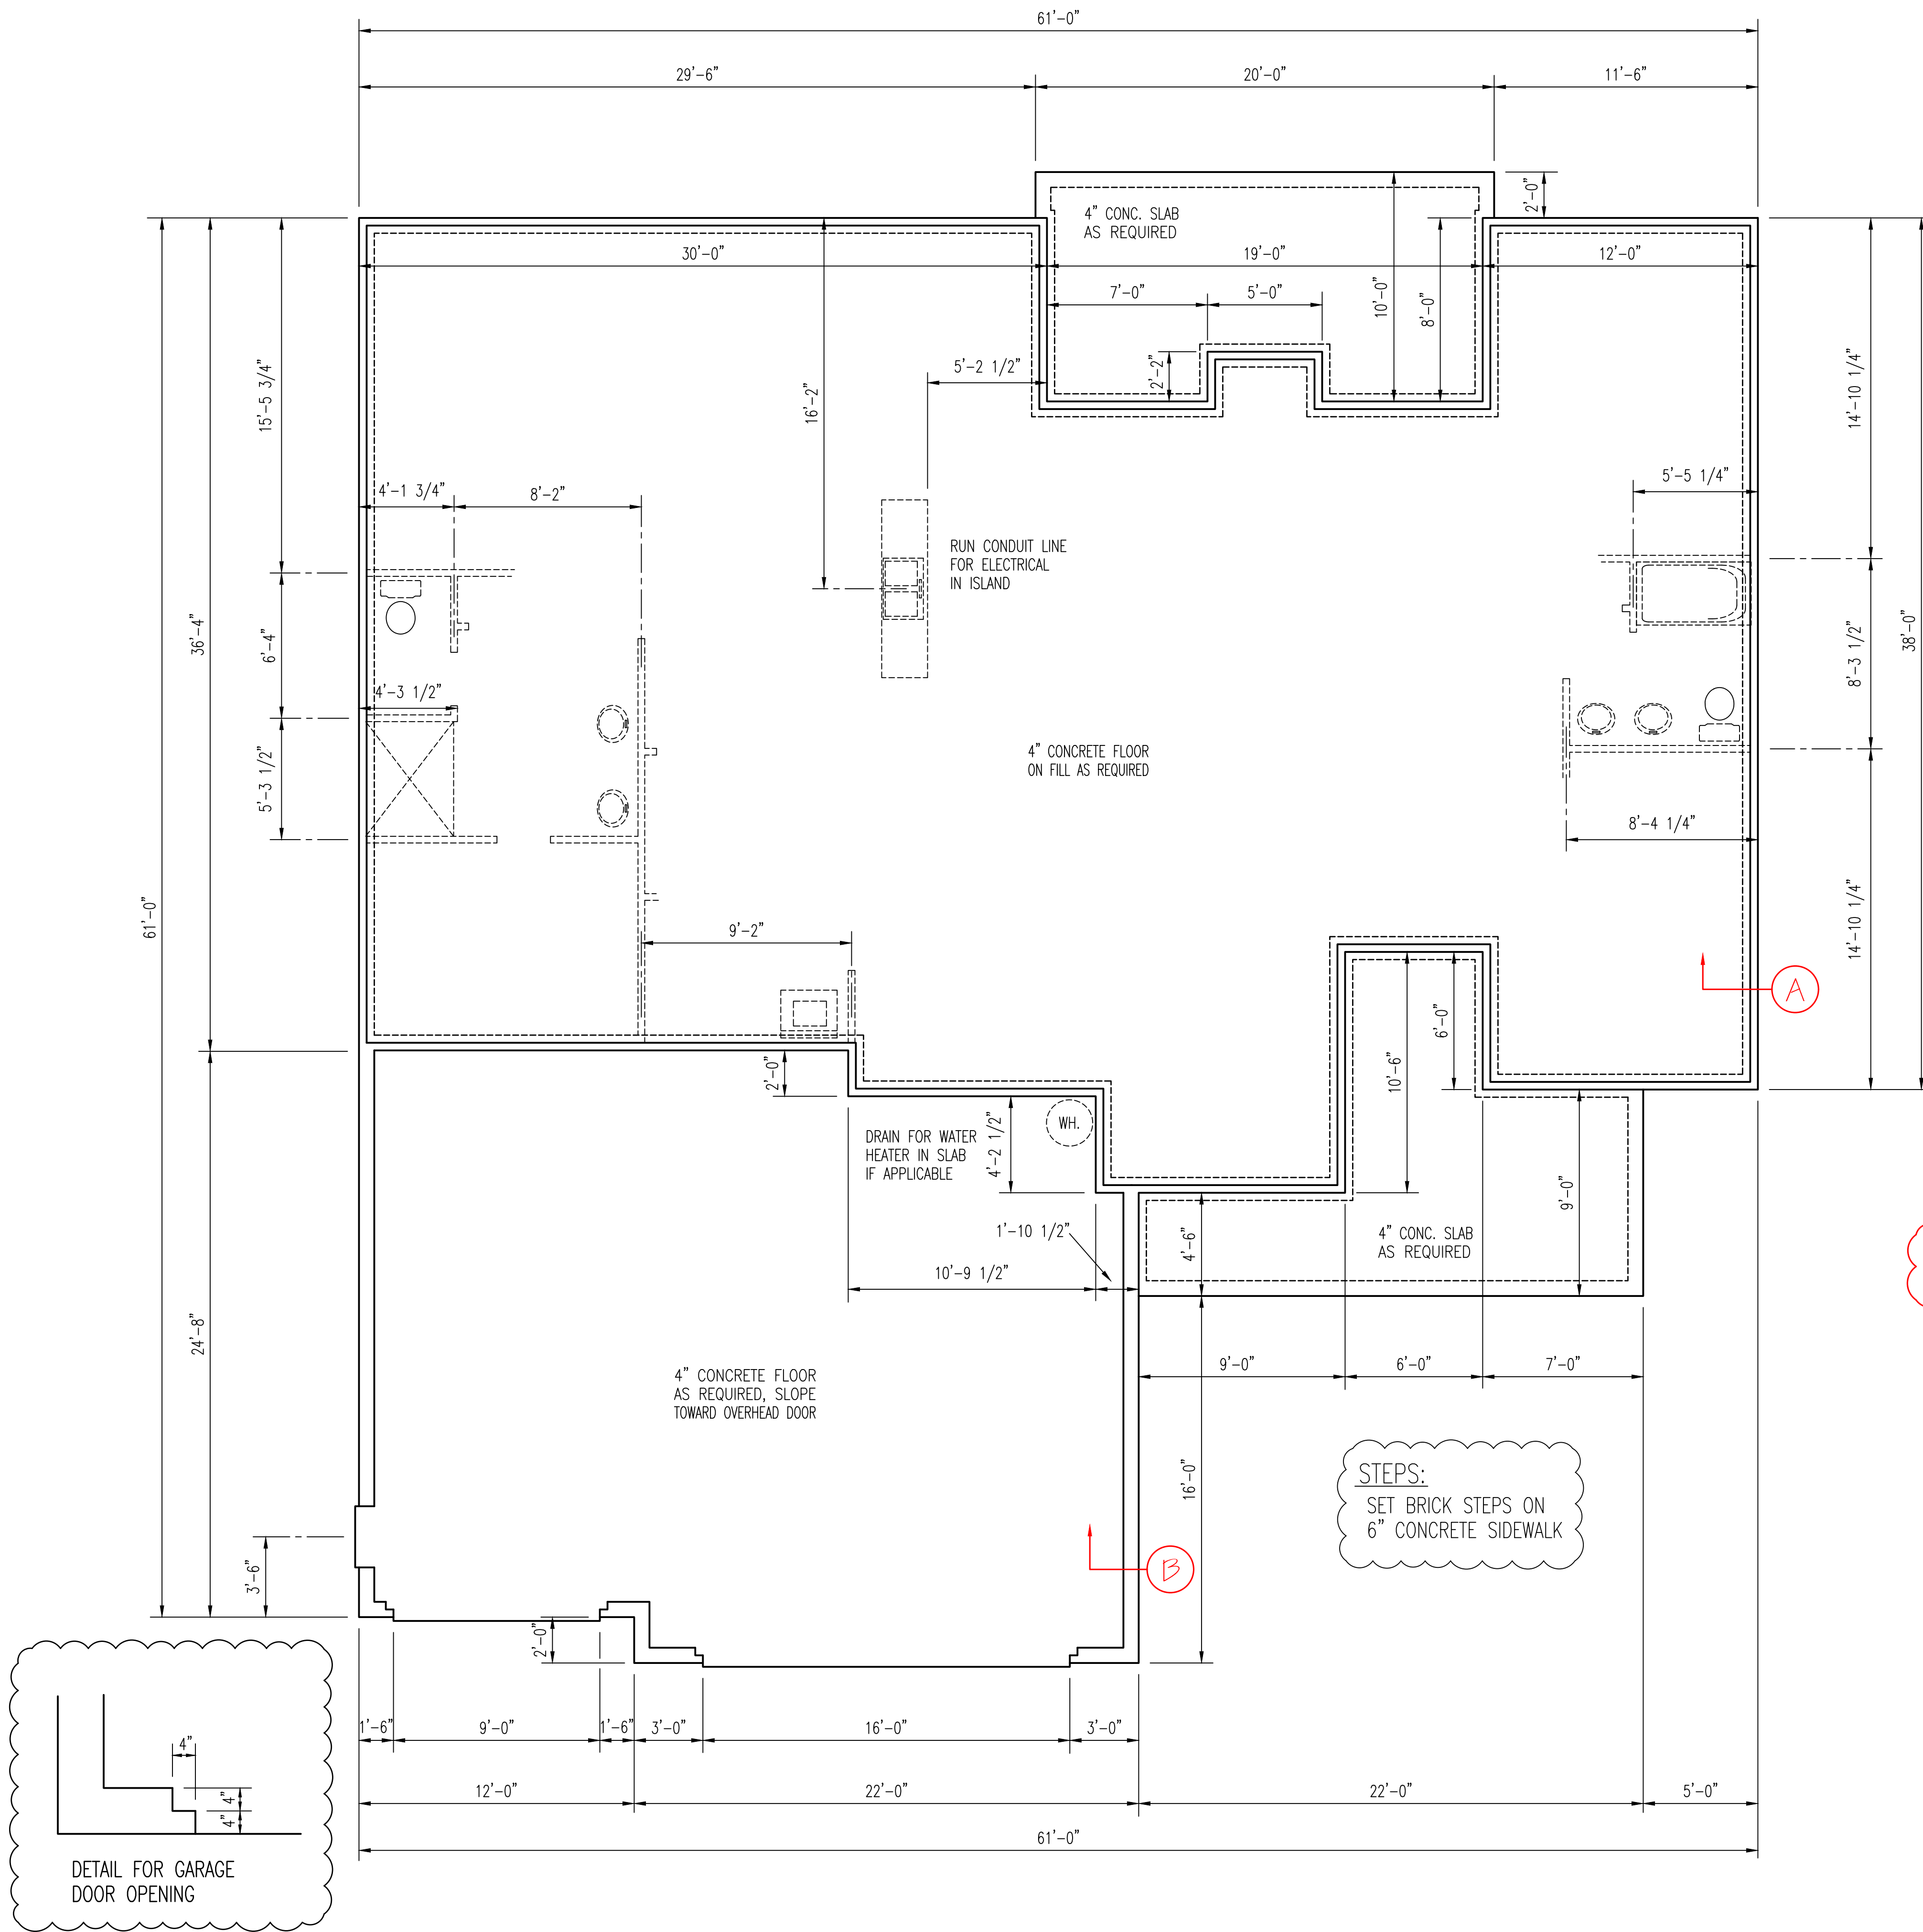 61'-0"
29'-6"
20'-0"
11'-6"
2'-0"
4" CONC. SLAB
AS REQUIRED
30'-0"
19'-0"
12'-0"
7'-0"
5'-0"
10'-0"
8'-0"
2'-2"
5'-2 1/2"
16'-2"
15'-5 3/4"
14'-10 1/4"
4'-1 3/4"
8'-2"
5'-5 1/4"
RUN CONDUIT LINE
FOR ELECTRICAL
IN ISLAND
36'-4"
6'-4"
8'-3 1/2"
38'-0"
4'-3 1/2"
5'-3 1/2"
4" CONCRETE FLOOR
ON FILL AS REQUIRED
8'-4 1/4"
61'-0"
9'-2"
14'-10 1/4"
A
6'-0"
10'-6"
2'-0"
WH.
DRAIN FOR WATER
HEATER IN SLAB
IF APPLICABLE
4'-2 1/2"
9'-0"
1'-10 1/2"
4'-6"
4" CONC. SLAB
AS REQUIRED
10'-9 1/2"
24'-8"
9'-0"
6'-0"
7'-0"
4" CONCRETE FLOOR
AS REQUIRED, SLOPE
TOWARD OVERHEAD DOOR
16'-0"
STEPS:
SET BRICK STEPS ON
6" CONCRETE SIDEWALK
3'-6"
B
2'-0"
1'-6"
9'-0"
1'-6"
3'-0"
16'-0"
3'-0"
4"
4"
4"
12'-0"
22'-0"
22'-0"
5'-0"
61'-0"
DETAIL FOR GARAGE
DOOR OPENING